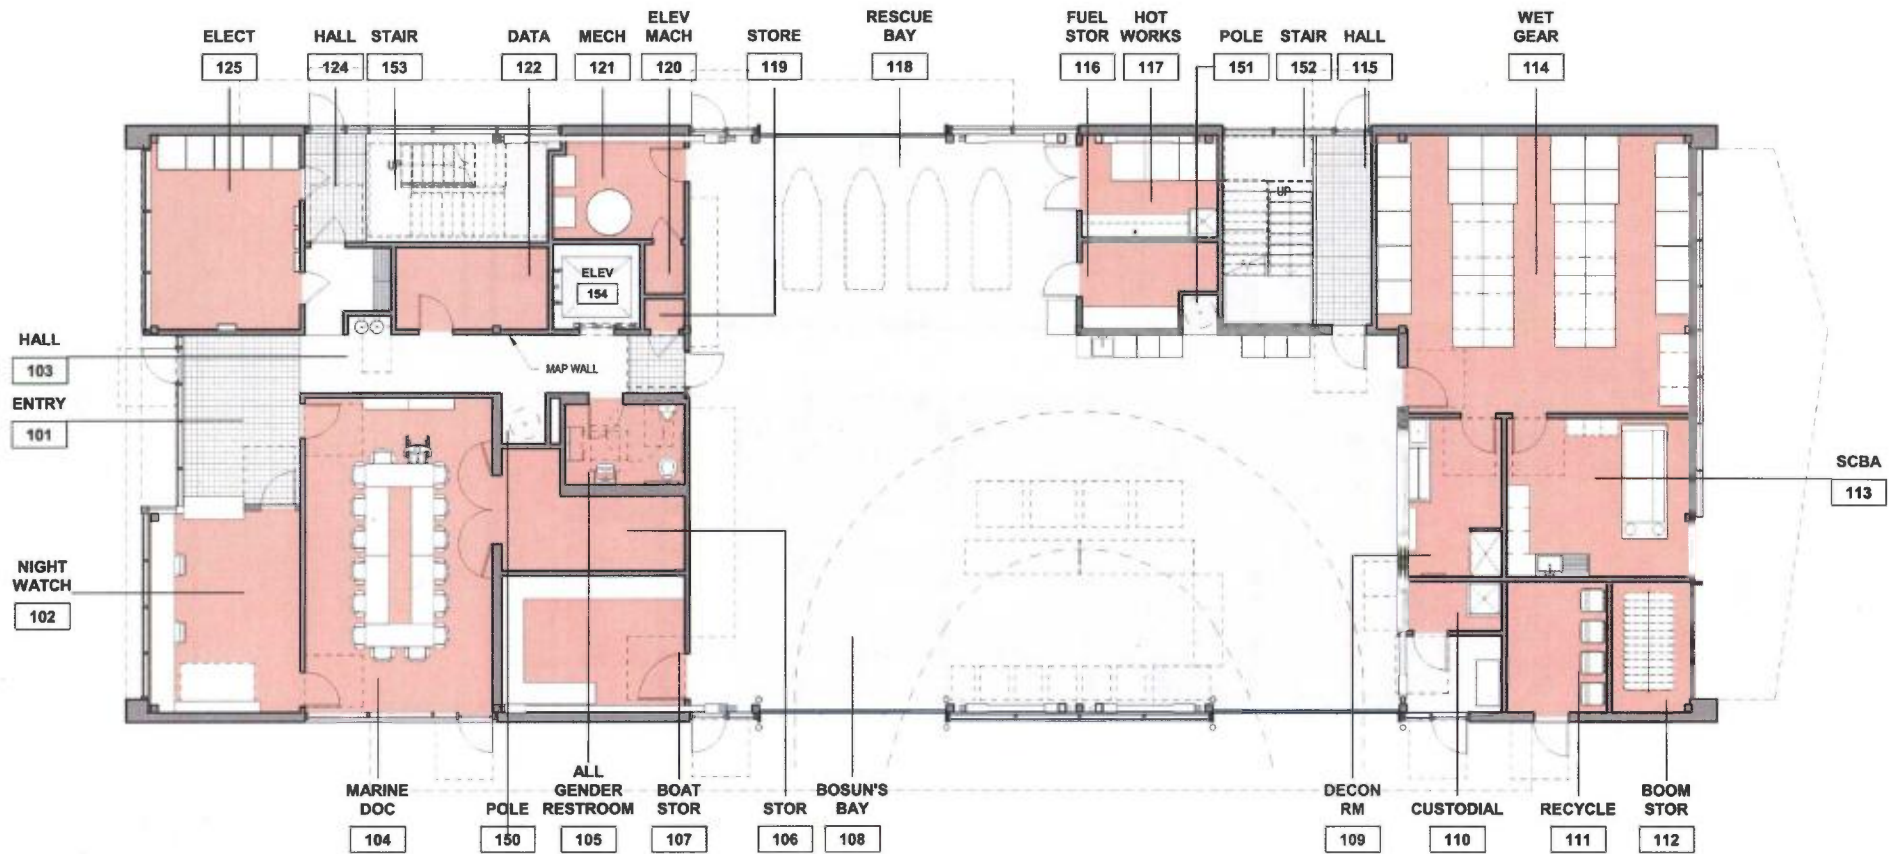 ELECT
125
HALL
124
STAIR
153
DATA
122
MECH
121
ELEV
MACH
120
STORE
119
RESCUE
BAY
118
FUEL
STOR
116
HOT
WORKS
117
POLE
151
STAIR
152
HALL
115
WET
GEAR
114
UP
UP
ELEV
154
HALL
103
MAP WALL
ENTRY
101
SCBA
113
NIGHT
WATCH
102
MARINE
DOC
104
POLE
150
ALL
GENDER
RESTROOM
105
BOAT
STOR
107
STOR
106
BOSUN'S
BAY
108
DECON
RM
109
CUSTODIAL
110
RECYCLE
111
BOOM
STOR
112